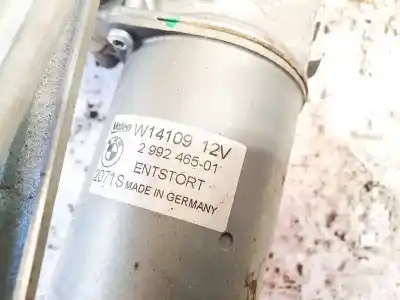 Valeo W14109 12V
2 992 465-01
ENTSTÖRT
2071S MADE IN GERMANY